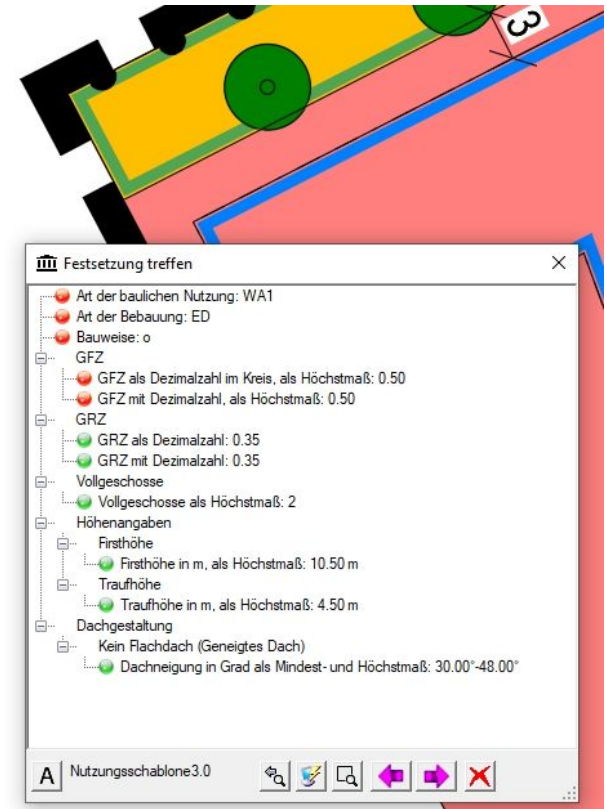 3
Festsetzung treffen
Art der baulichen Nutzung: WA1
Art der Bebauung: ED
Bauweise: o
GFZ
GFZ als Dezimalzahl im Kreis, als Höchstmaß: 0.50
GFZ mit Dezimalzahl, als Höchstmaß: 0.50
GRZ
GRZ als Dezimalzahl: 0.35
GRZ mit Dezimalzahl: 0.35
Vollgeschosse
Vollgeschosse als Höchstmaß: 2
Höhenangaben
Firsthöhe
Firsthöhe in m, als Höchstmaß: 10.50 m
Traufhöhe
Traufhöhe in m, als Höchstmaß: 4.50 m
Dachgestaltung
Kein Flachdach (Geneigtes Dach)
Dachneigung in Grad als Mindest- und Höchstmaß: 30.00°-48.00°
A Nutzungsschablone3.0